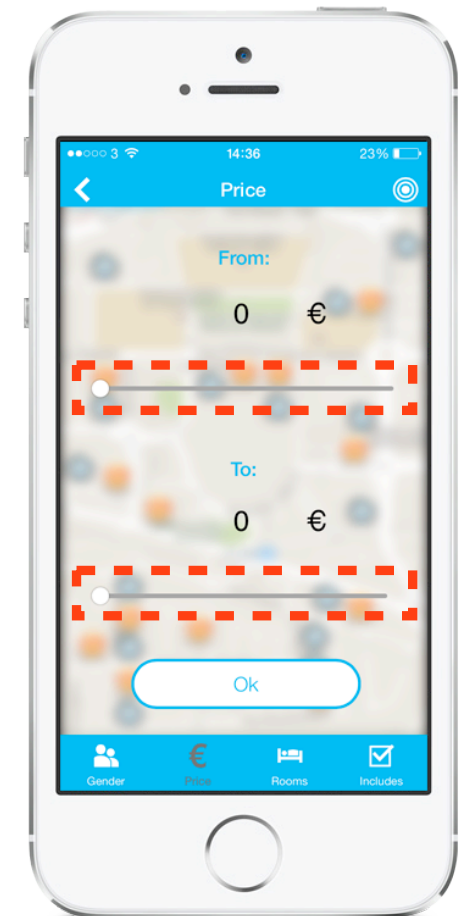 3 14:36 23%
Price
From:
0 €
To:
0 €
Ok
€
Gender Price Rooms Includes